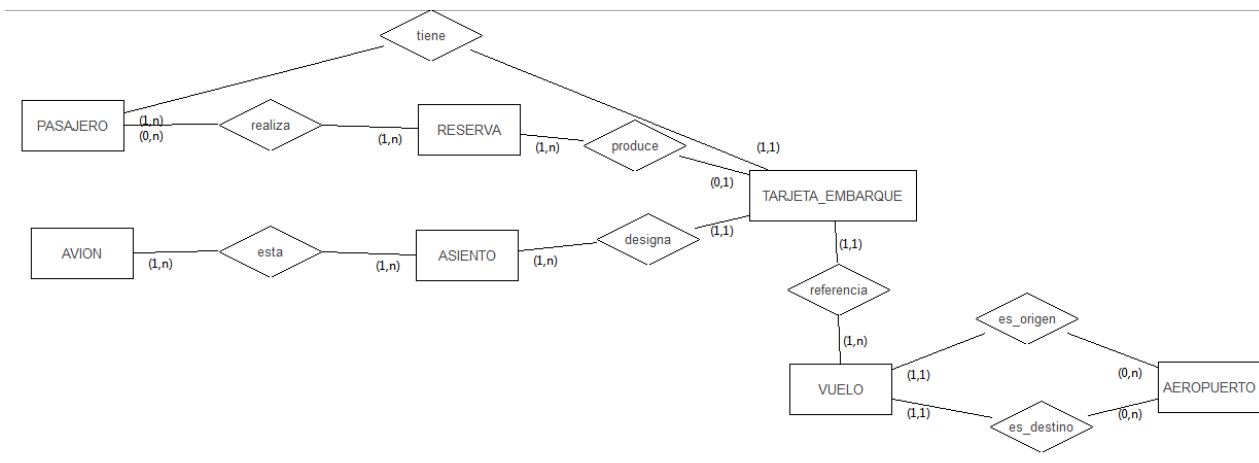 tiene
(1,n)
PASAJERO
(0,n)
realiza
(1,n)
RESERVA
(1,n)
produce
(1,1)
(0,1)
TARJETA_EMBARQUE
AVION
(1,n)
esta
(1,n)
ASIENTO
(1,n)
designa
(1,1)
(1,1)
referencia
(1,n)
VUELO
(1,1)
es_origen
(0,n)
AEROPUERTO
(1,1)
es_destino
(0,n)